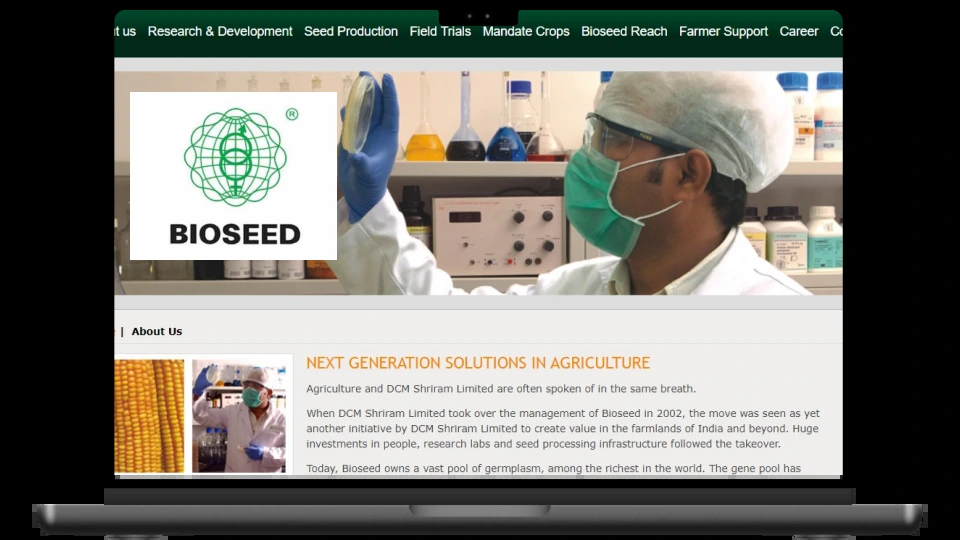 ut us Research & Development Seed Production Field Trials Mandate Crops Bioseed Reach Farmer Support Career Co
®
BIOSEED
| About Us
NEXT GENERATION SOLUTIONS IN AGRICULTURE
Agriculture and DCM Shriram Limited are often spoken of in the same breath.
When DCM Shriram Limited took over the management of Bioseed in 2002, the move was seen as yet
another initiative by DCM Shriram Limited to create value in the farmlands of India and beyond. Huge
investments in people, research labs and seed processing infrastructure followed the takeover.
Today, Bioseed owns a vast pool of germplasm, among the richest in the world. The gene pool has